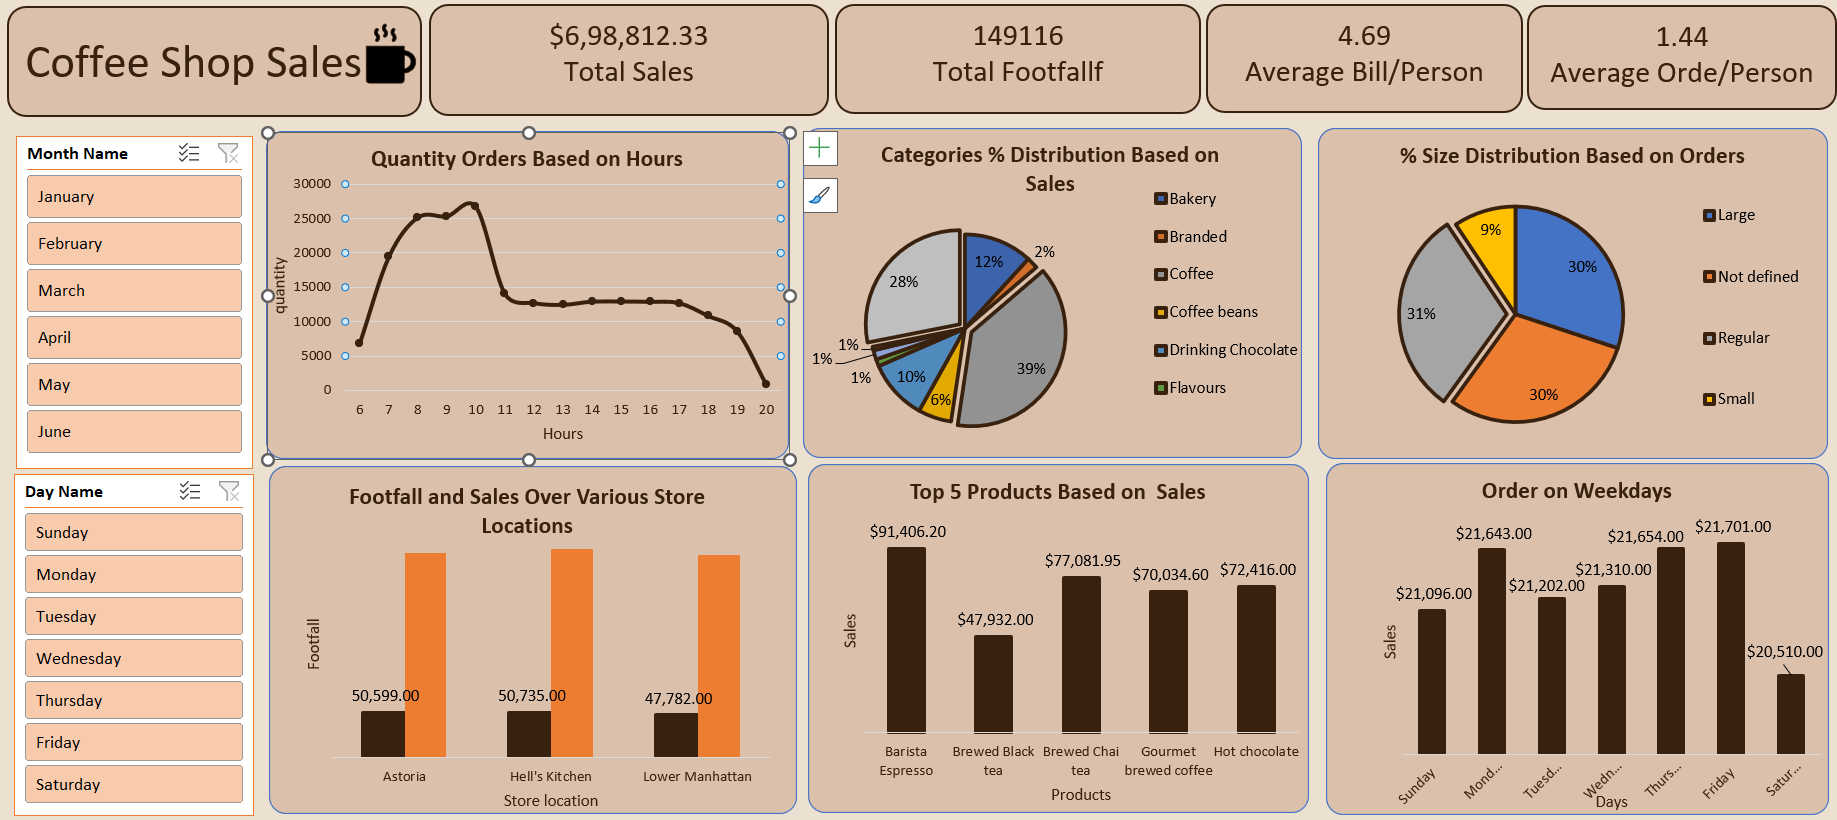 Coffee Shop Sales
$6,98,812.33
Total Sales
149116
Total Footfallf
4.69
Average Bill/Person
1.44
Average Orde/Person
Month Name
January
February
March
April
May
June
Day Name
Sunday
Monday
Tuesday
Wednesday
Thursday
Friday
Saturday
Quantity Orders Based on Hours
quantity
30000
25000
20000
15000
10000
5000
0
6 7 8 9 10 11 12 13 14 15 16 17 18 19 20
Hours
Categories % Distribution Based on
Sales
12%
2%
39%
6%
10%
1%
1%
1%
28%
Bakery
Branded
Coffee
Coffee beans
Drinking Chocolate
Flavours
% Size Distribution Based on Orders
30%
30%
31%
9%
Large
Not defined
Regular
Small
Footfall and Sales Over Various Store
Locations
Footfall
50,599.00
50,735.00
47,782.00
Astoria
Hell's Kitchen
Lower Manhattan
Store location
Top 5 Products Based on  Sales
Sales
$91,406.20
$47,932.00
$77,081.95
$70,034.60
$72,416.00
Barista
Espresso
Brewed Black
tea
Brewed Chai
tea
Gourmet
brewed coffee
Hot chocolate
Products
Order on Weekdays
Sales
$21,096.00
$21,643.00
$21,202.00
$21,310.00
$21,654.00
$21,701.00
$20,510.00
Sunday
Mond...
Tuesd...
Wedn...
Thurs...
Friday
Satur...
Days